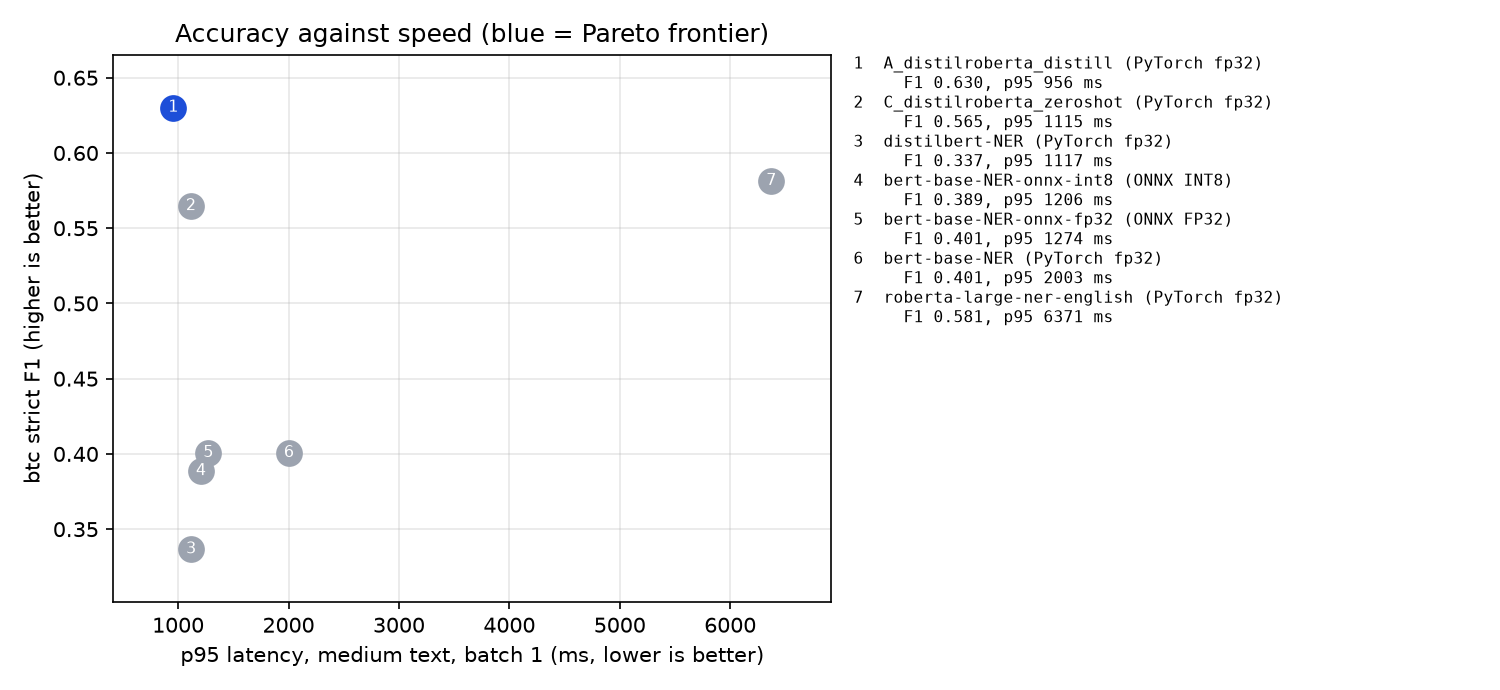 Accuracy against speed (blue = Pareto frontier)
btc strict F1 (higher is better)
0.65
0.60
0.55
0.50
0.45
0.40
0.35
1
2
3
4
5
6
7
1000 2000 3000 4000 5000 6000
p95 latency, medium text, batch 1 (ms, lower is better)
1 A_distilroberta_distill (PyTorch fp32)
F1 0.630, p95 956 ms
2 C_distilroberta_zeroshot (PyTorch fp32)
F1 0.565, p95 1115 ms
3 distilbert-NER (PyTorch fp32)
F1 0.337, p95 1117 ms
4 bert-base-NER-onnx-int8 (ONNX INT8)
F1 0.389, p95 1206 ms
5 bert-base-NER-onnx-fp32 (ONNX FP32)
F1 0.401, p95 1274 ms
6 bert-base-NER (PyTorch fp32)
F1 0.401, p95 2003 ms
7 roberta-large-ner-english (PyTorch fp32)
F1 0.581, p95 6371 ms